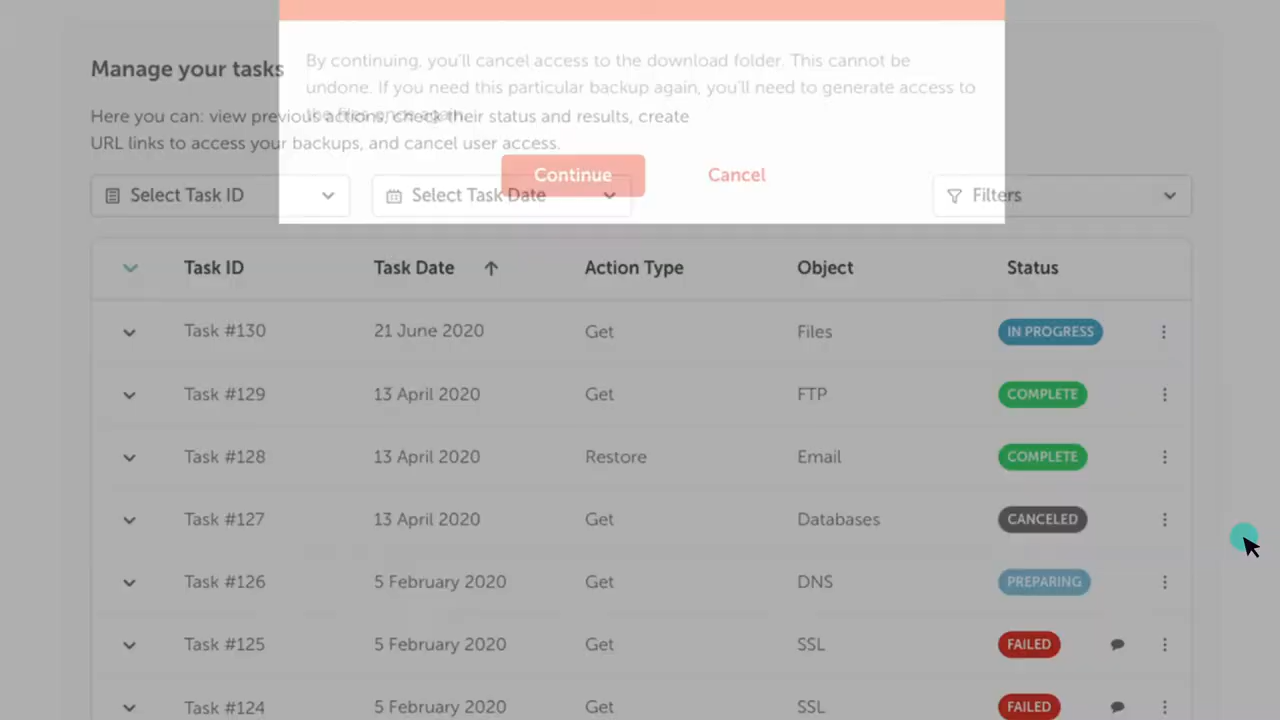 By continuing, you'll cancel access to the download folder. This cannot be
undone. If you need this particular backup again, you'll need to generate access to
the files once again.
Continue
Cancel
Manage your tasks
Here you can: view previous actions, check their status and results, create
URL links to access your backups, and cancel user access.
Select Task ID
Select Task Date
Filters
Task ID Task Date Action Type Object Status
Task #130 21 June 2020 Get Files IN PROGRESS
Task #129 13 April 2020 Get FTP COMPLETE
Task #128 13 April 2020 Restore Email COMPLETE
Task #127 13 April 2020 Get Databases CANCELED
Task #126 5 February 2020 Get DNS PREPARING
Task #125 5 February 2020 Get SSL FAILED
Task #124 5 February 2020 Get SSL FAILED